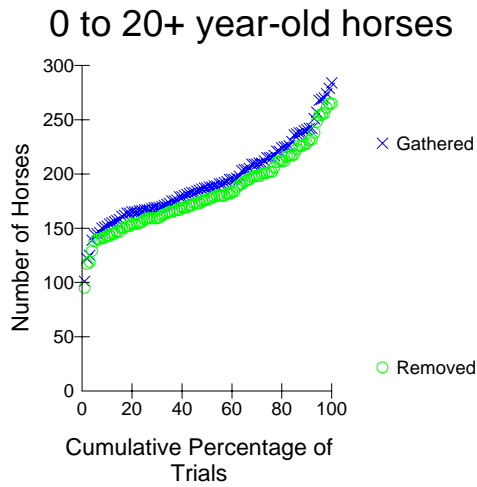 0 to 20+ year-old horses
300
250
200
150
100
50
0
Number of Horses
0 20 40 60 80 100
Cumulative Percentage of
Trials
Gathered
Removed